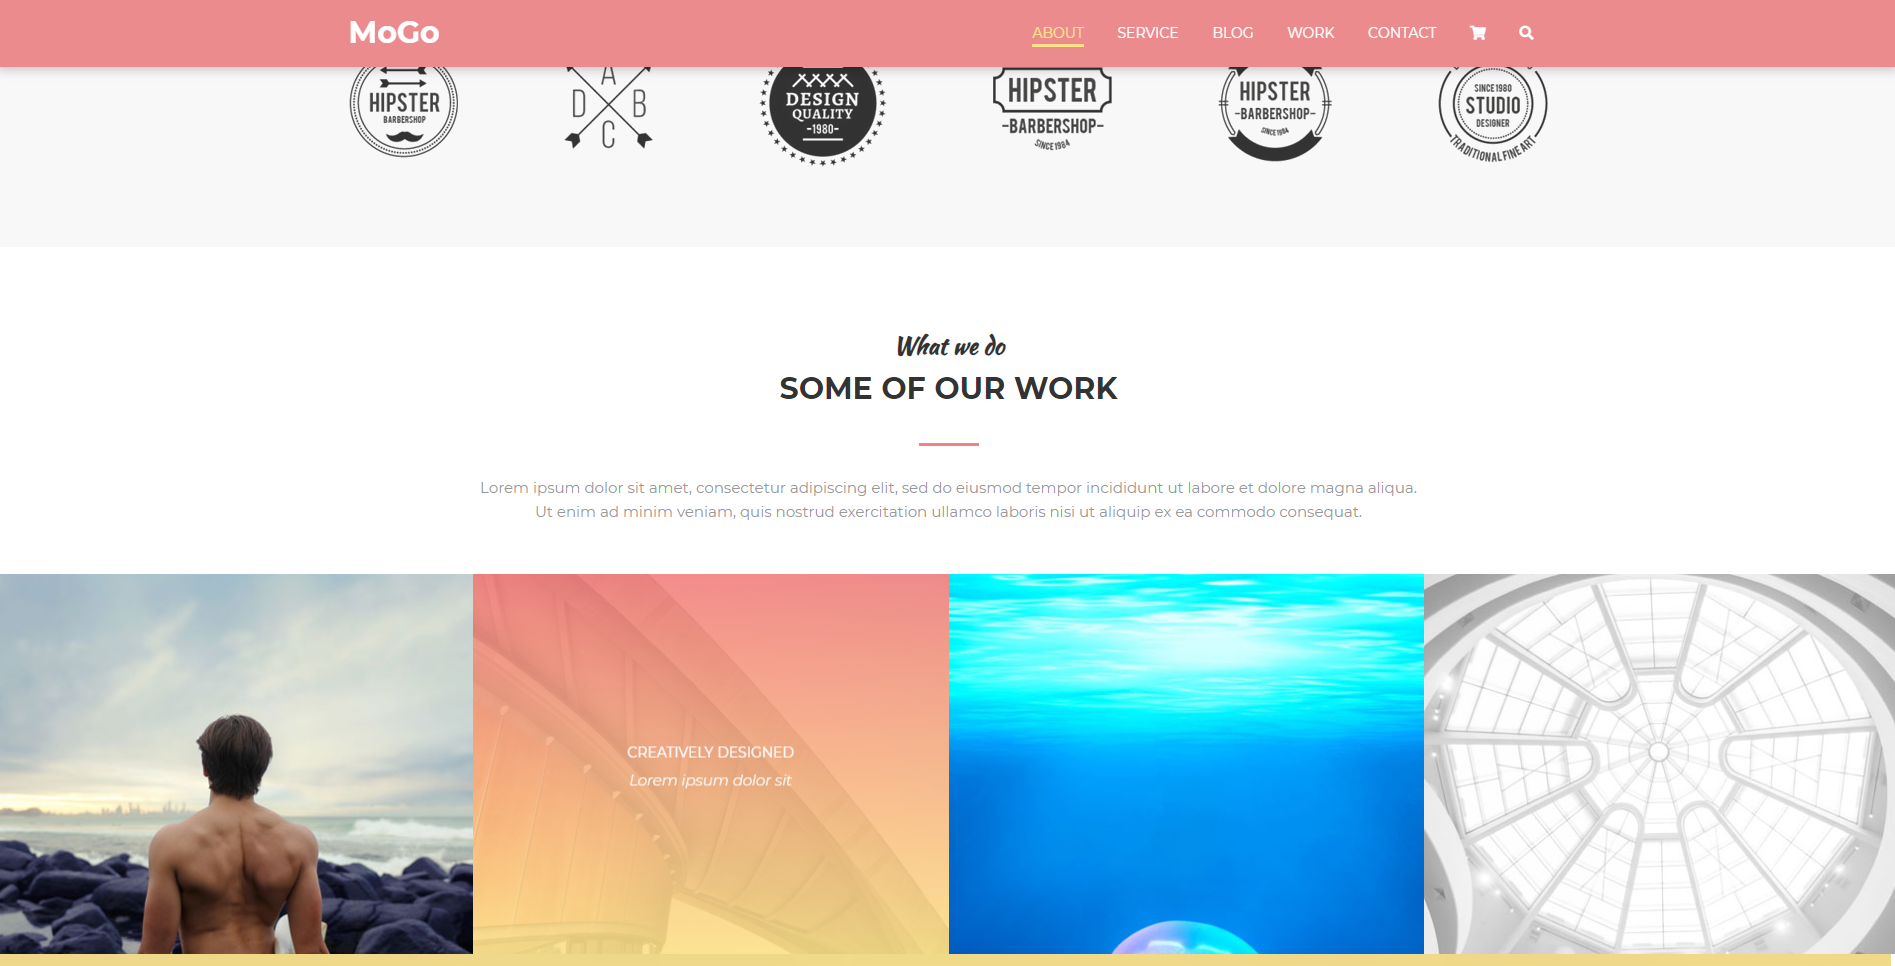 MoGo
ABOUT SERVICE BLOG WORK CONTACT
HIPSTER
BARBERSHOP
A
D B
C
DESIGN
QUALITY
-1980-
HIPSTER
-BARBERSHOP-
SINCE 1984
HIPSTER
-BARBERSHOP-
SINCE 1984
SINCE 1980
STUDIO
DESIGNER
TRADITIONAL FINE ART
What we do
SOME OF OUR WORK
Lorem ipsum dolor sit amet, consectetur adipiscing elit, sed do eiusmod tempor incididunt ut labore et dolore magna aliqua.
Ut enim ad minim veniam, quis nostrud exercitation ullamco laboris nisi ut aliquip ex ea commodo consequat.
CREATIVELY DESIGNED
Lorem ipsum dolor sit